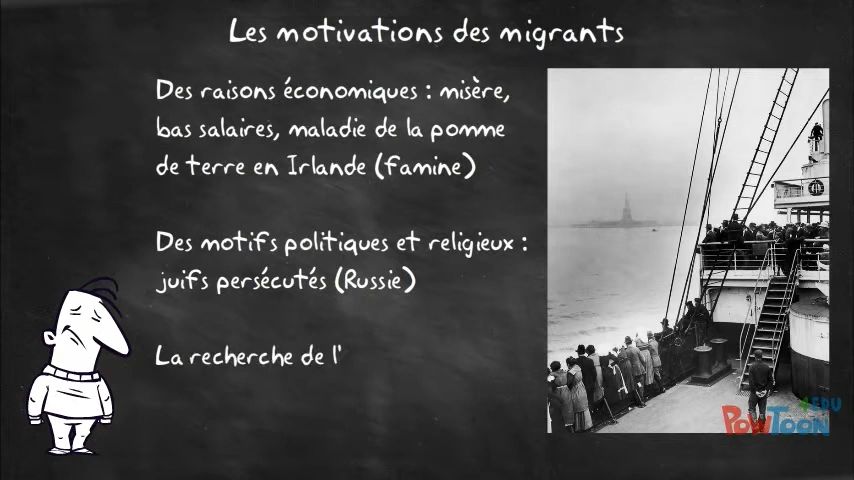 Les motivations des migrants
Des raisons économiques : misère,
bas salaires, maladie de la pomme
de terre en Irlande (famine)
Des motifs politiques et religieux :
juifs persécutés (Russie)
La recherche de l'
4EDU
PowToon